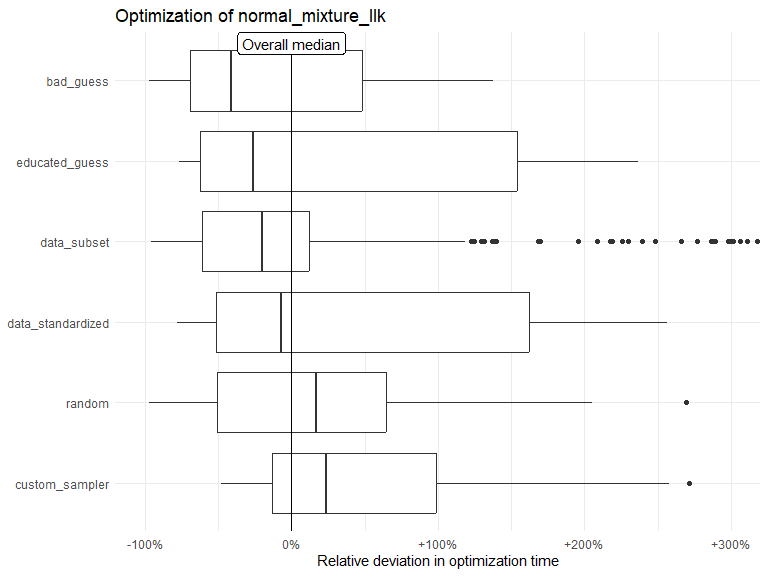 Optimization of normal_mixture_llk
Overall median
bad_guess
educated_guess
data_subset
data_standardized
random
custom_sampler
-100%
0%
+100%
+200%
+300%
Relative deviation in optimization time